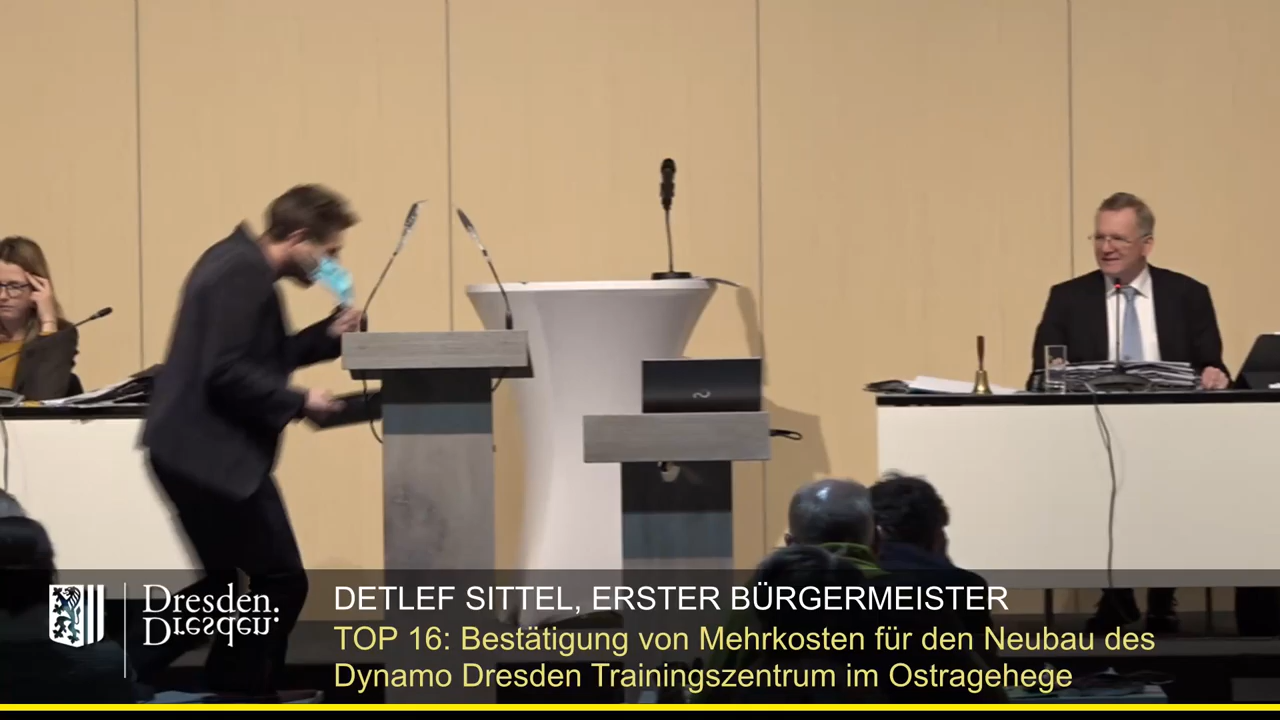 DETLEF SITTEL, ERSTER BÜRGERMEISTER
Dresden.
Dresden.
TOP 16: Bestätigung von Mehrkosten für den Neubau des
Dynamo Dresden Trainingszentrum im Ostragehege